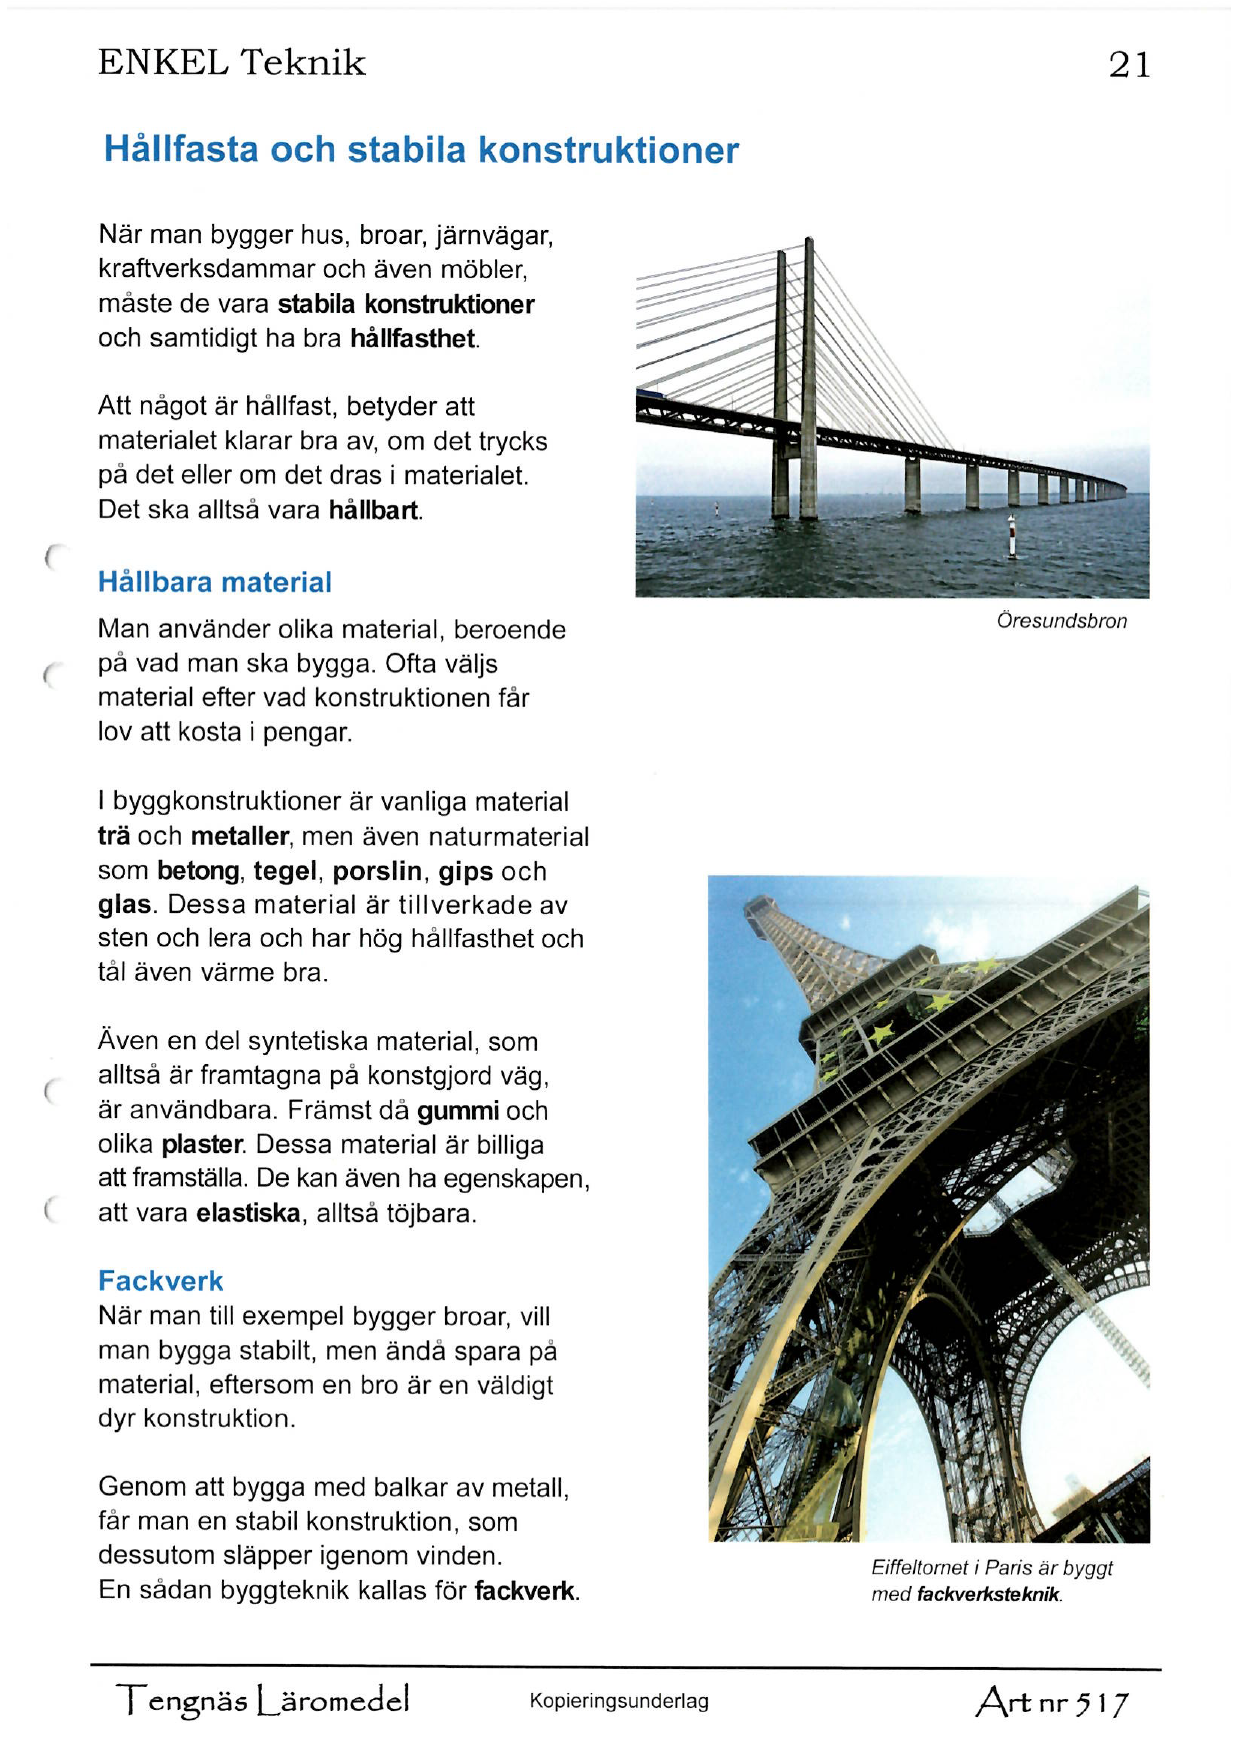 ENKEL Teknik
21
Hållfasta och stabila konstruktioner
När man bygger hus, broar, järnvägar,
kraftverksdammar och även möbler,
måste de vara stabila konstruktioner
och samtidigt ha bra hållfasthet.
Att något är hållfast, betyder att
materialet klarar bra av, om det trycks
på det eller om det dras i materialet.
Det ska alltså vara hållbart.
Öresundsbron
Hållbara material
Man använder olika material, beroende
på vad man ska bygga. Ofta väljs
material efter vad konstruktionen får
lov att kosta i pengar.
I byggkonstruktioner är vanliga material
trä och metaller, men även naturmaterial
som betong, tegel, porslin, gips och
glas. Dessa material är tillverkade av
sten och lera och har hög hållfasthet och
tål även värme bra.
Även en del syntetiska material, som
alltså är framtagna på konstgjord väg,
är användbara. Främst då gummi och
olika plaster. Dessa material är billiga
att framställa. De kan även ha egenskapen,
att vara elastiska, alltså töjbara.
Fackverk
När man till exempel bygger broar, vill
man bygga stabilt, men ändå spara på
material, eftersom en bro är en väldigt
dyr konstruktion.
Genom att bygga med balkar av metall,
får man en stabil konstruktion, som
dessutom släpper igenom vinden.
En sådan byggteknik kallas för fackverk.
Eiffeltornet i Paris är byggt
med fackverksteknik.
Tengnäs Läromedel
Kopieringsunderlag
Art nr 517